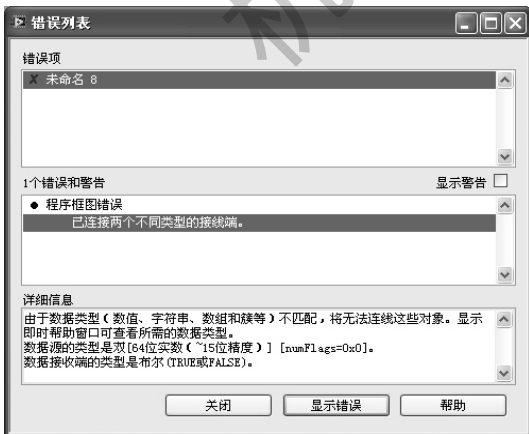 错误列表
错误项
未命名 8
1个错误和警告
显示警告
程序框图错误
已连接两个不同类型的接线端。
详细信息
由于数据类型(数值、字符串、数组和簇等)不匹配，将无法连线这些对象。显示
即时帮助窗口可查看所需的数据类型。
数据源的类型是双[64位实数(~15位精度)] [numFlags=0x0]。
数据接收端的类型是布尔(TRUE或FALSE)。
关闭
显示错误
帮助